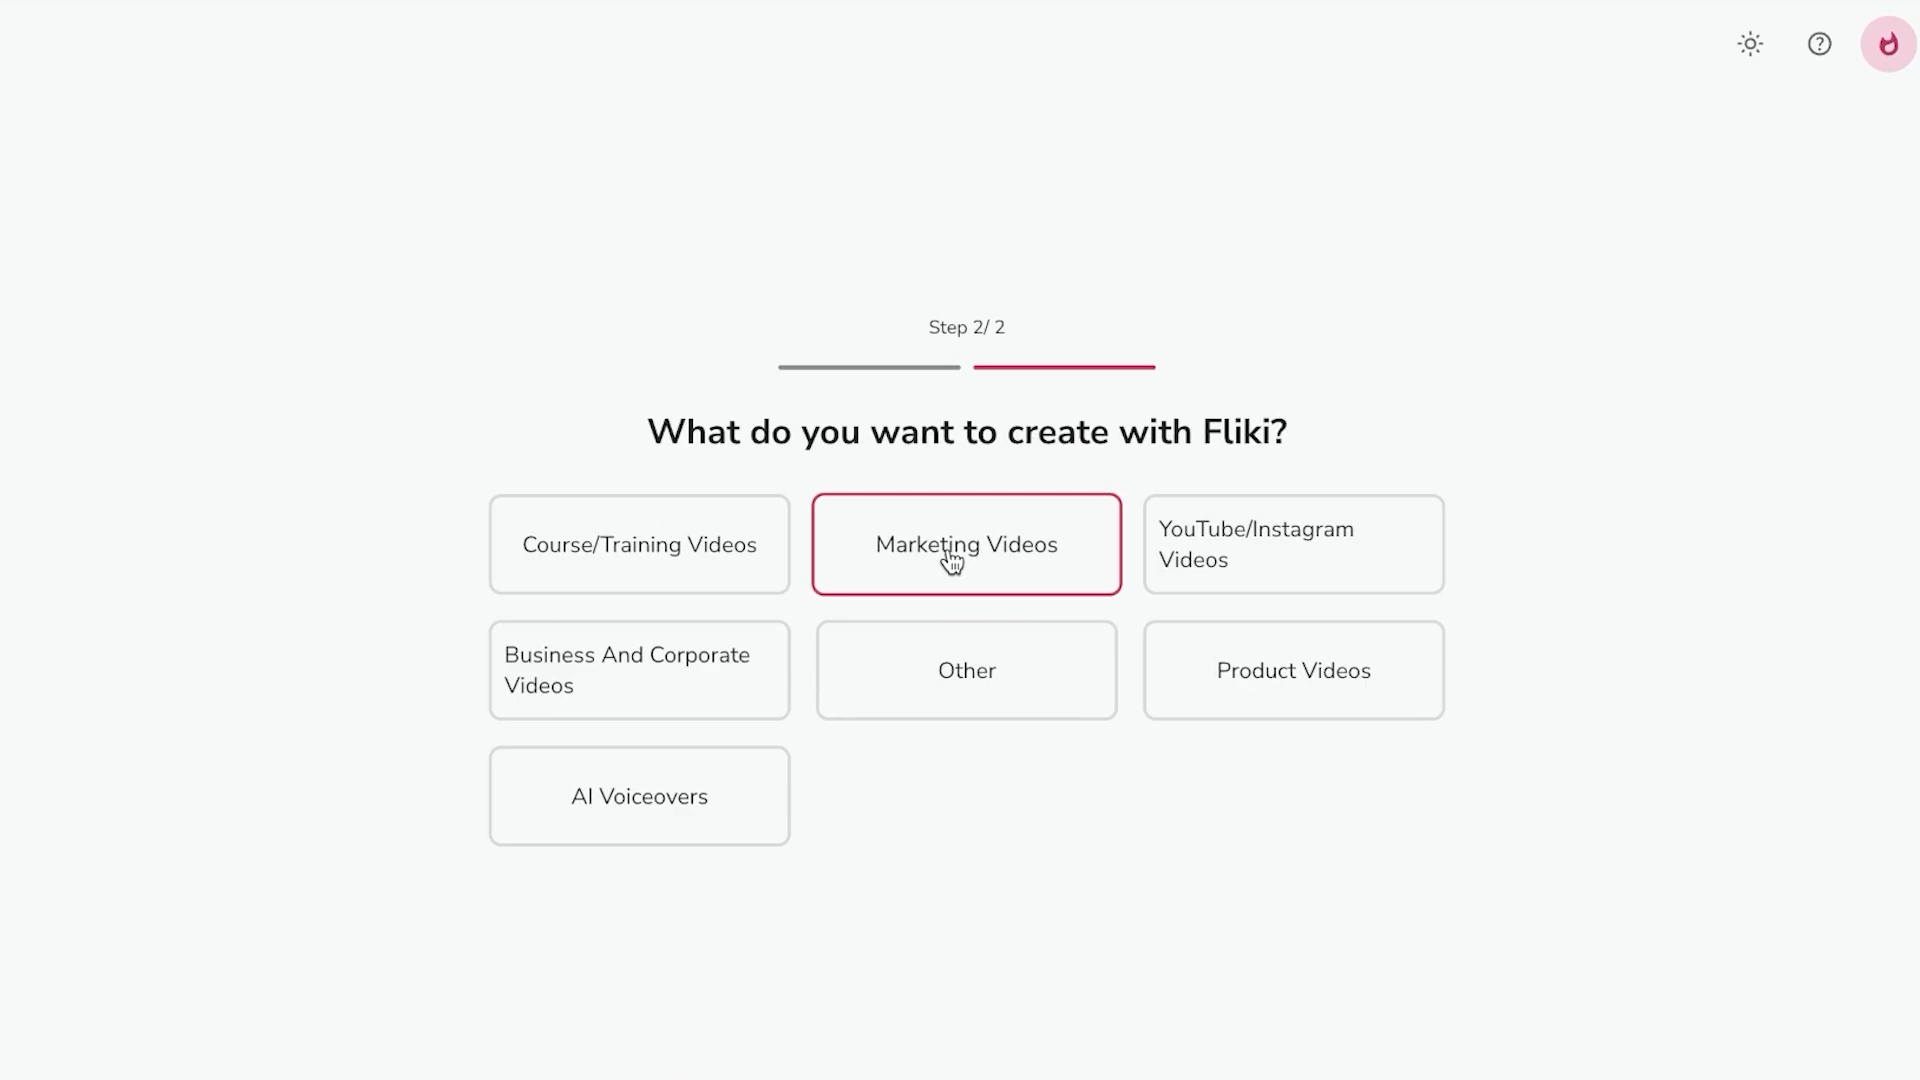 Step 2/ 2
What do you want to create with Fliki?
Course/Training Videos
Marketing Videos
YouTube/Instagram
Videos
Business And Corporate
Videos
Other
Product Videos
AI Voiceovers